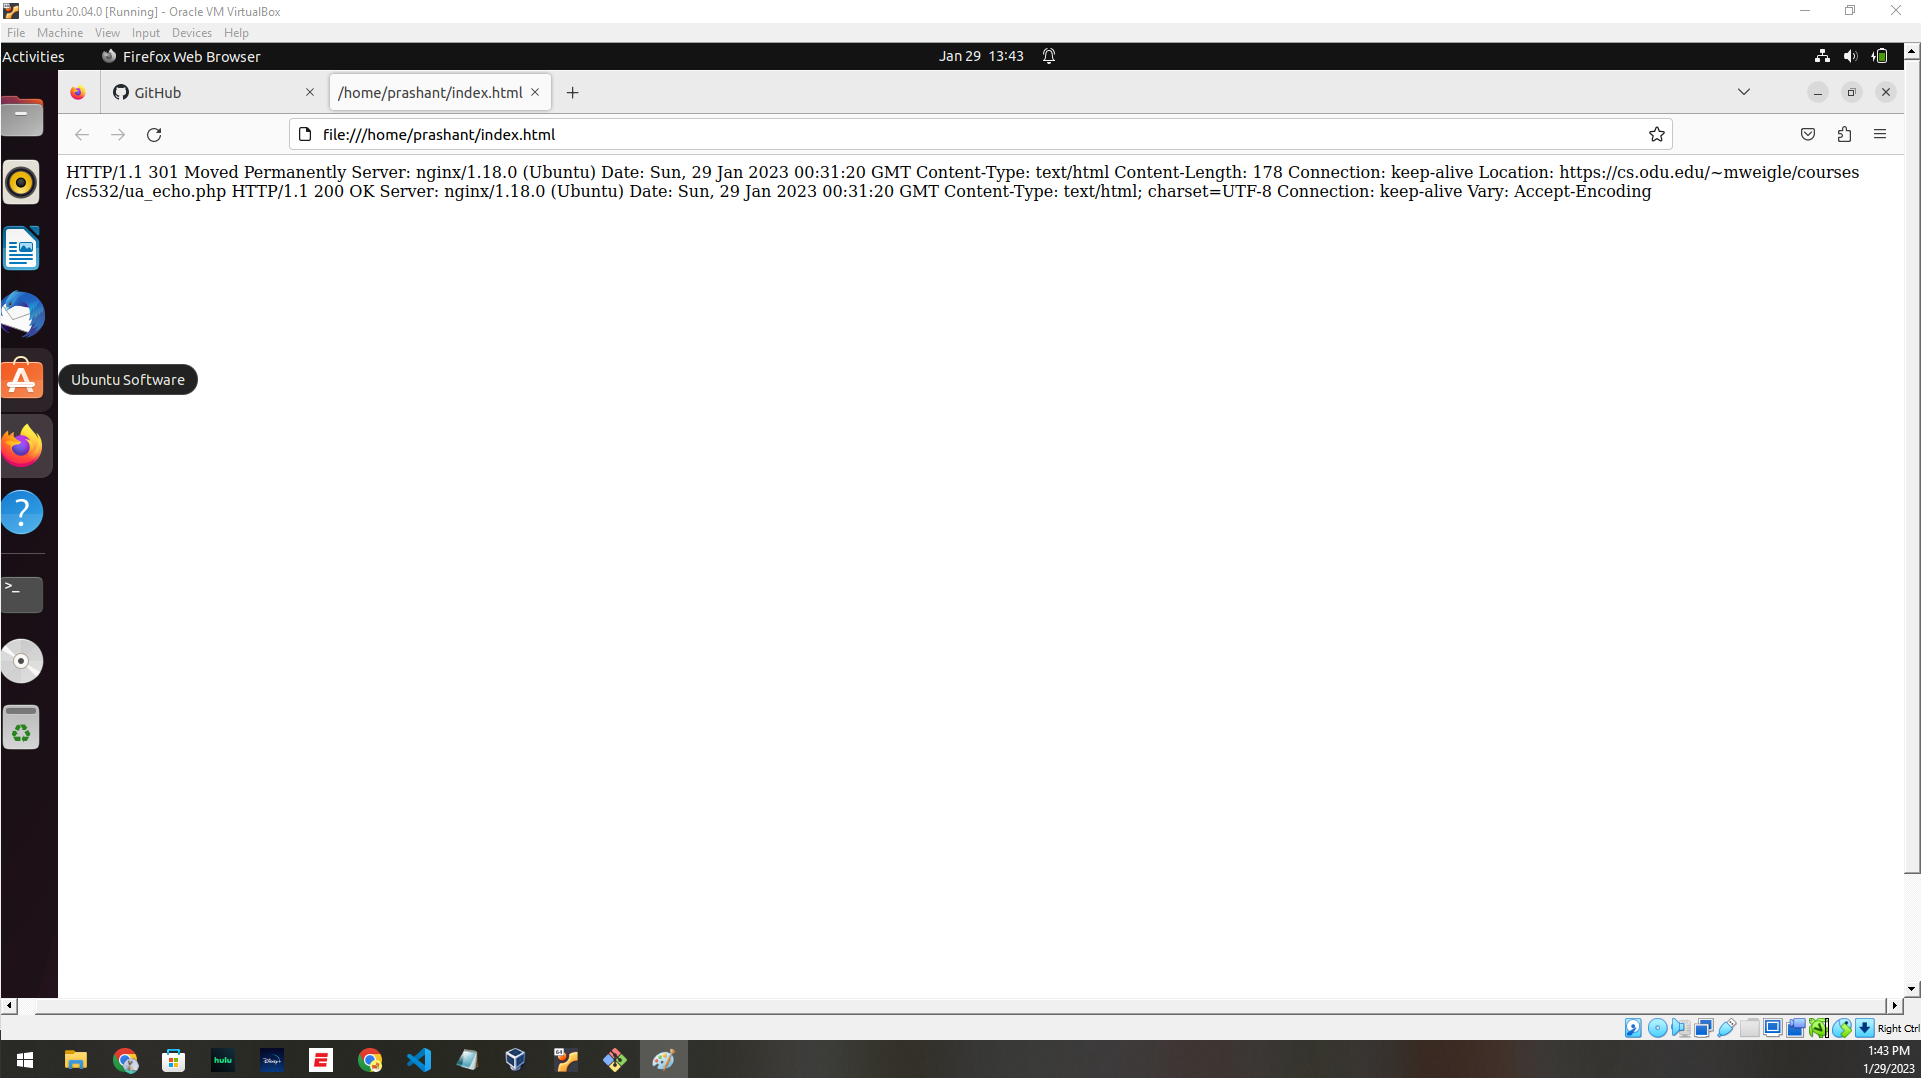 ubuntu 20.04.0 [Running] - Oracle VM VirtualBox
File Machine View Input Devices Help
Activities Firefox Web Browser Jan 29 13:43
GitHub /home/prashant/index.html
file:///home/prashant/index.html
HTTP/1.1 301 Moved Permanently Server: nginx/1.18.0 (Ubuntu) Date: Sun, 29 Jan 2023 00:31:20 GMT Content-Type: text/html Content-Length: 178 Connection: keep-alive Location: https://cs.odu.edu/~mweigle/courses
/cs532/ua_echo.php HTTP/1.1 200 OK Server: nginx/1.18.0 (Ubuntu) Date: Sun, 29 Jan 2023 00:31:20 GMT Content-Type: text/html; charset=UTF-8 Connection: keep-alive Vary: Accept-Encoding
Ubuntu Software
>_
Right Ctrl
hulu
Disney+
E
64
1:43 PM
1/29/2023